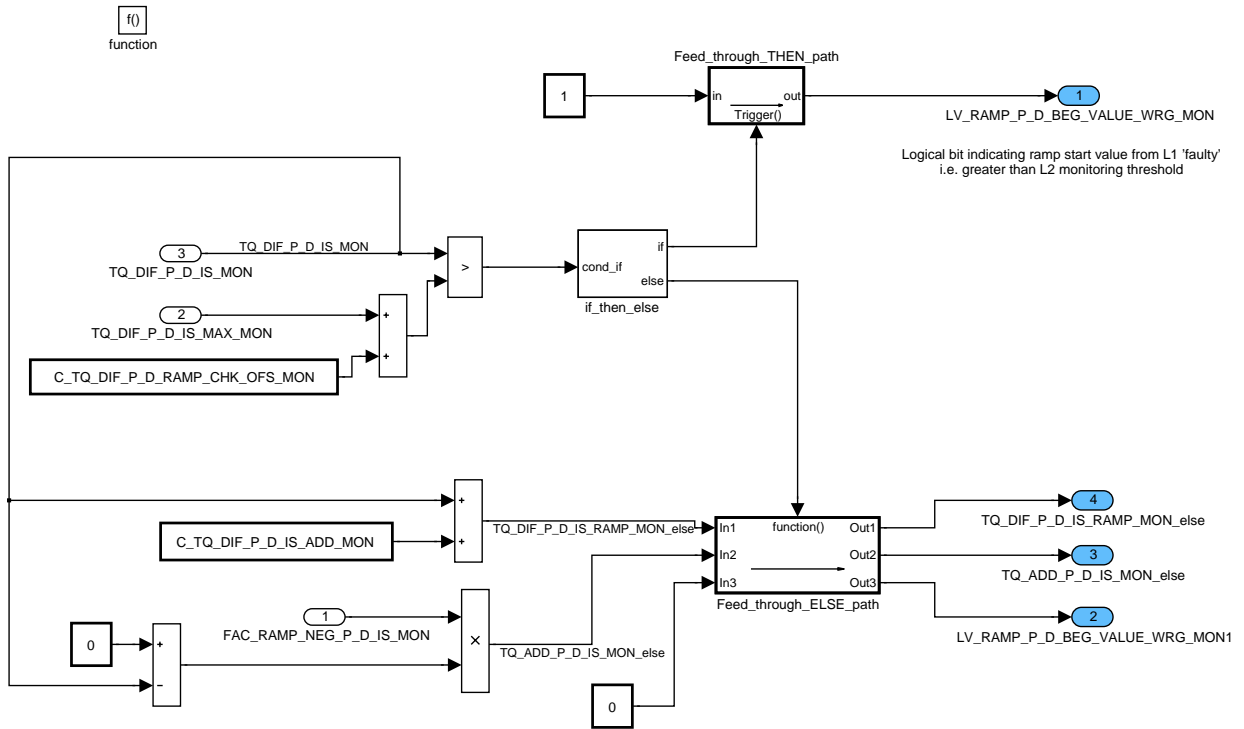 f()
function
Feed_through_THEN_path
1
in
out
Trigger()
1
LV_RAMP_P_D_BEG_VALUE_WRG_MON
Logical bit indicating ramp start value from L1 'faulty'
i.e. greater than L2 monitoring threshold
3
TQ_DIF_P_D_IS_MON
TQ_DIF_P_D_IS_MON
>
cond_if
if
else
if_then_else
2
TQ_DIF_P_D_IS_MAX_MON
+
+
C_TQ_DIF_P_D_RAMP_CHK_OFS_MON
+
+
C_TQ_DIF_P_D_IS_ADD_MON
TQ_DIF_P_D_IS_RAMP_MON_else
In1
In2
In3
function()
Out1
Out2
Out3
Feed_through_ELSE_path
4
TQ_DIF_P_D_IS_RAMP_MON_else
3
TQ_ADD_P_D_IS_MON_else
2
LV_RAMP_P_D_BEG_VALUE_WRG_MON1
1
FAC_RAMP_NEG_P_D_IS_MON
×
TQ_ADD_P_D_IS_MON_else
0
+
−
0